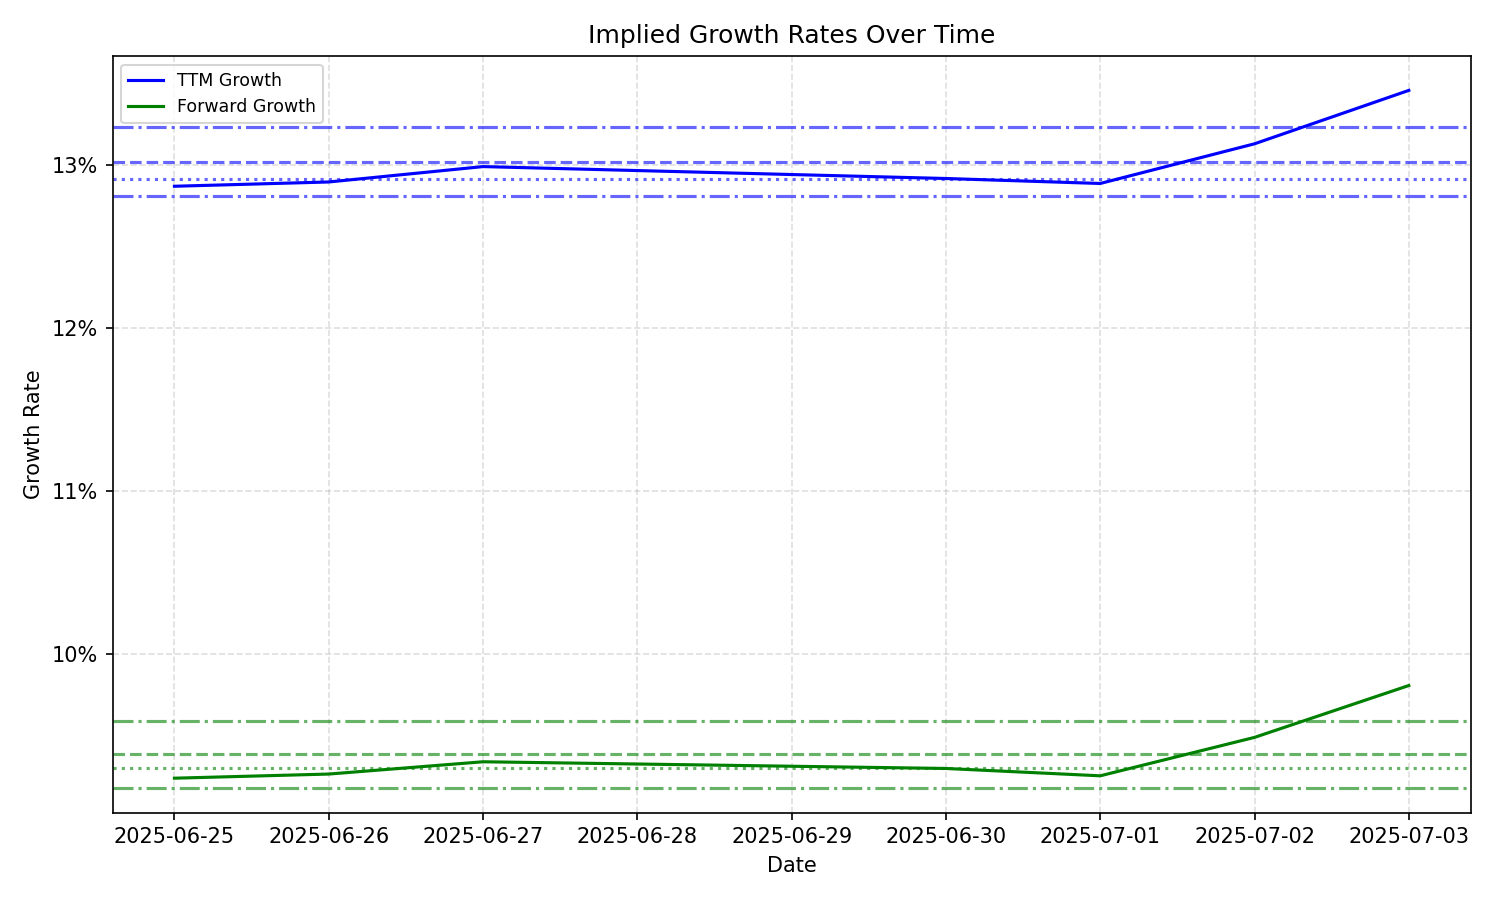 Implied Growth Rates Over Time
TTM Growth
Forward Growth
13%
12%
11%
10%
Growth Rate
2025-06-25 2025-06-26 2025-06-27 2025-06-28 2025-06-29 2025-06-30 2025-07-01 2025-07-02 2025-07-03
Date